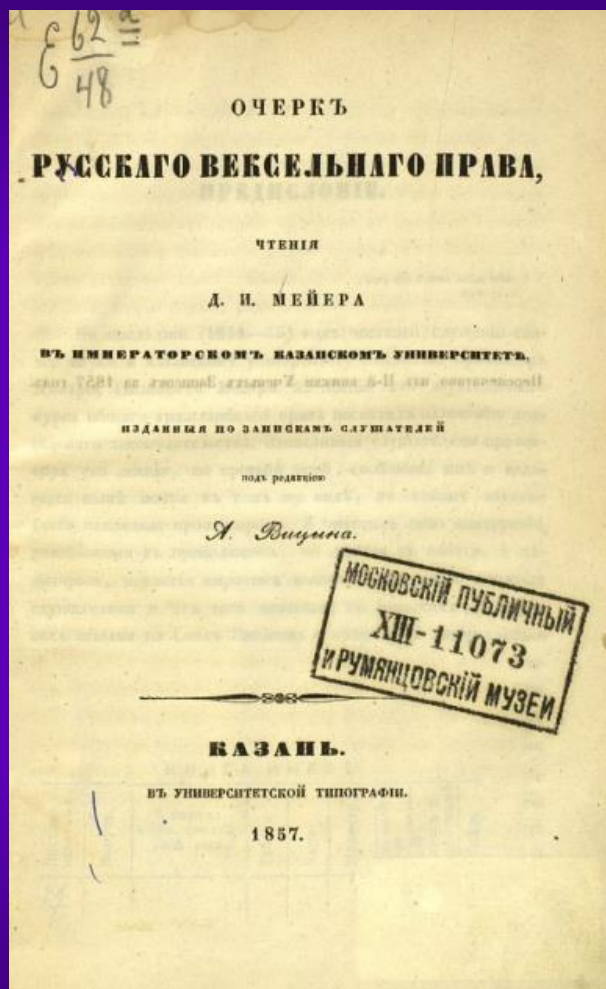 Е 62
48
ОЧЕРКЪ
РУССКАГО ВЕКСЕЛЬНАГО ПРАВА,
ЧТЕНІЯ
Д. И. МЕЙЕРА
ВЪ ИМПЕРАТОРСКОМЪ КАЗАНСКОМЪ УНИВЕРСИТЕТѢ,
ИЗДАННЫЯ ПО ЗАПИСКАМЪ СЛУШАТЕЛЕЙ
подъ редакціею
А. Вицына.
МОСКОВСКІЙ ПУБЛИЧНЫЙ
XIII-11073
И РУМЯНЦОВСКІЙ МУЗЕИ
КАЗАНЬ.
ВЪ УНИВЕРСИТЕТСКОЙ ТИПОГРАФІИ.
1857.